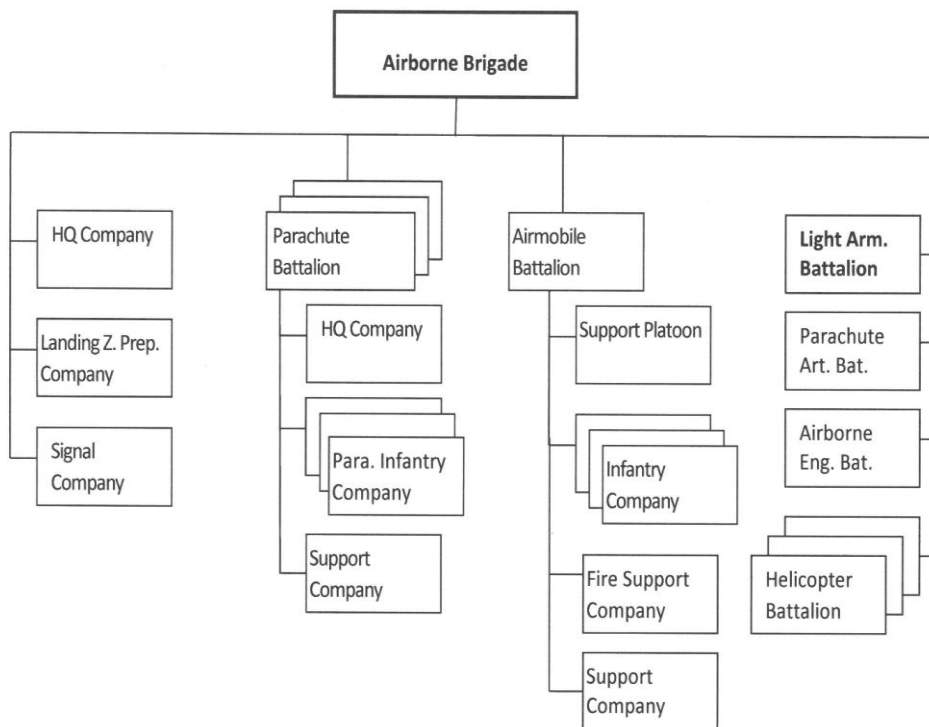 Airborne Brigade
HQ Company
Landing Z. Prep.
Company
Signal
Company
Parachute
Battalion
HQ Company
Para. Infantry
Company
Support
Company
Airmobile
Battalion
Support Platoon
Infantry
Company
Fire Support
Company
Support
Company
Light Arm.
Battalion
Parachute
Art. Bat.
Airborne
Eng. Bat.
Helicopter
Battalion